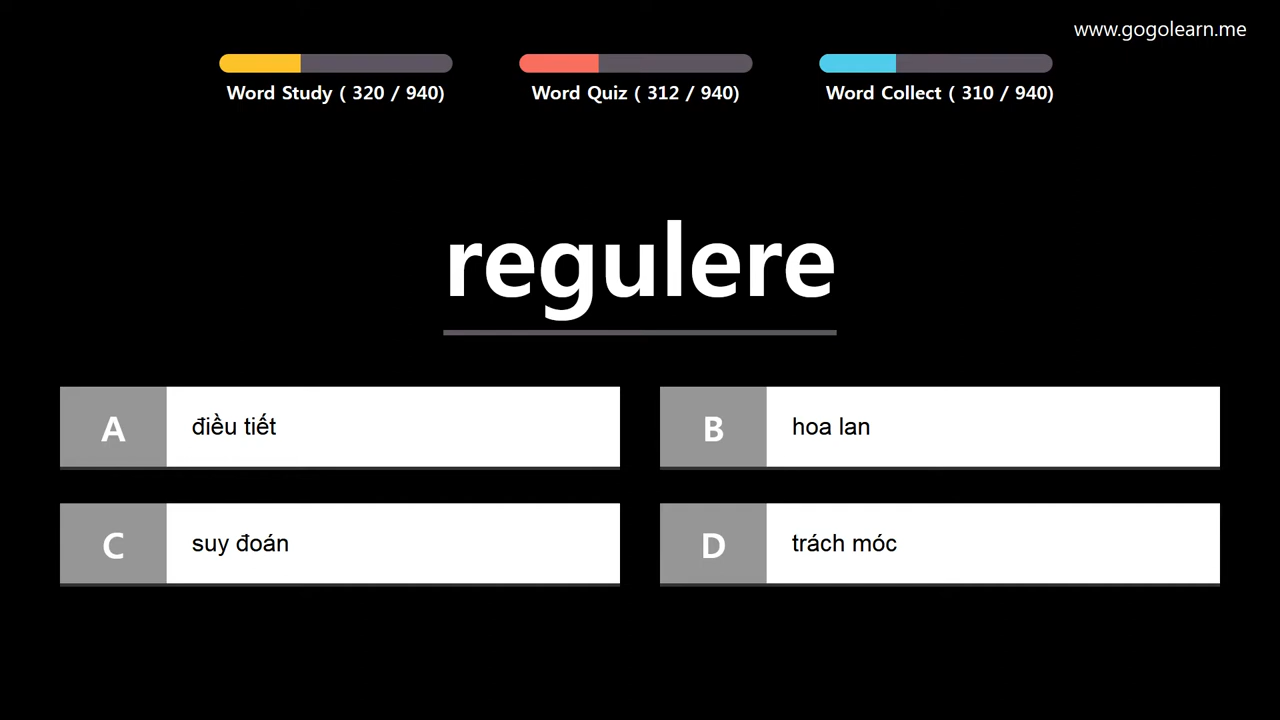 www.gogolearn.me
Word Study ( 320 / 940)
Word Quiz ( 312 / 940)
Word Collect ( 310 / 940)
regulere
A
điều tiết
B
hoa lan
C
suy đoán
D
trách móc